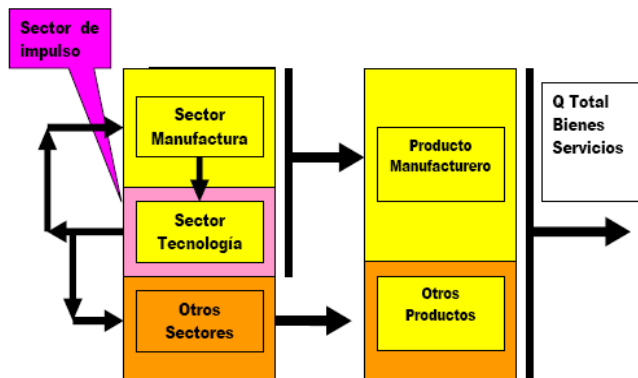 Sector de
impulso
Sector
Manufactura
Sector
Tecnología
Otros
Sectores
Producto
Manufacturero
Otros
Productos
Q Total
Bienes
Servicios